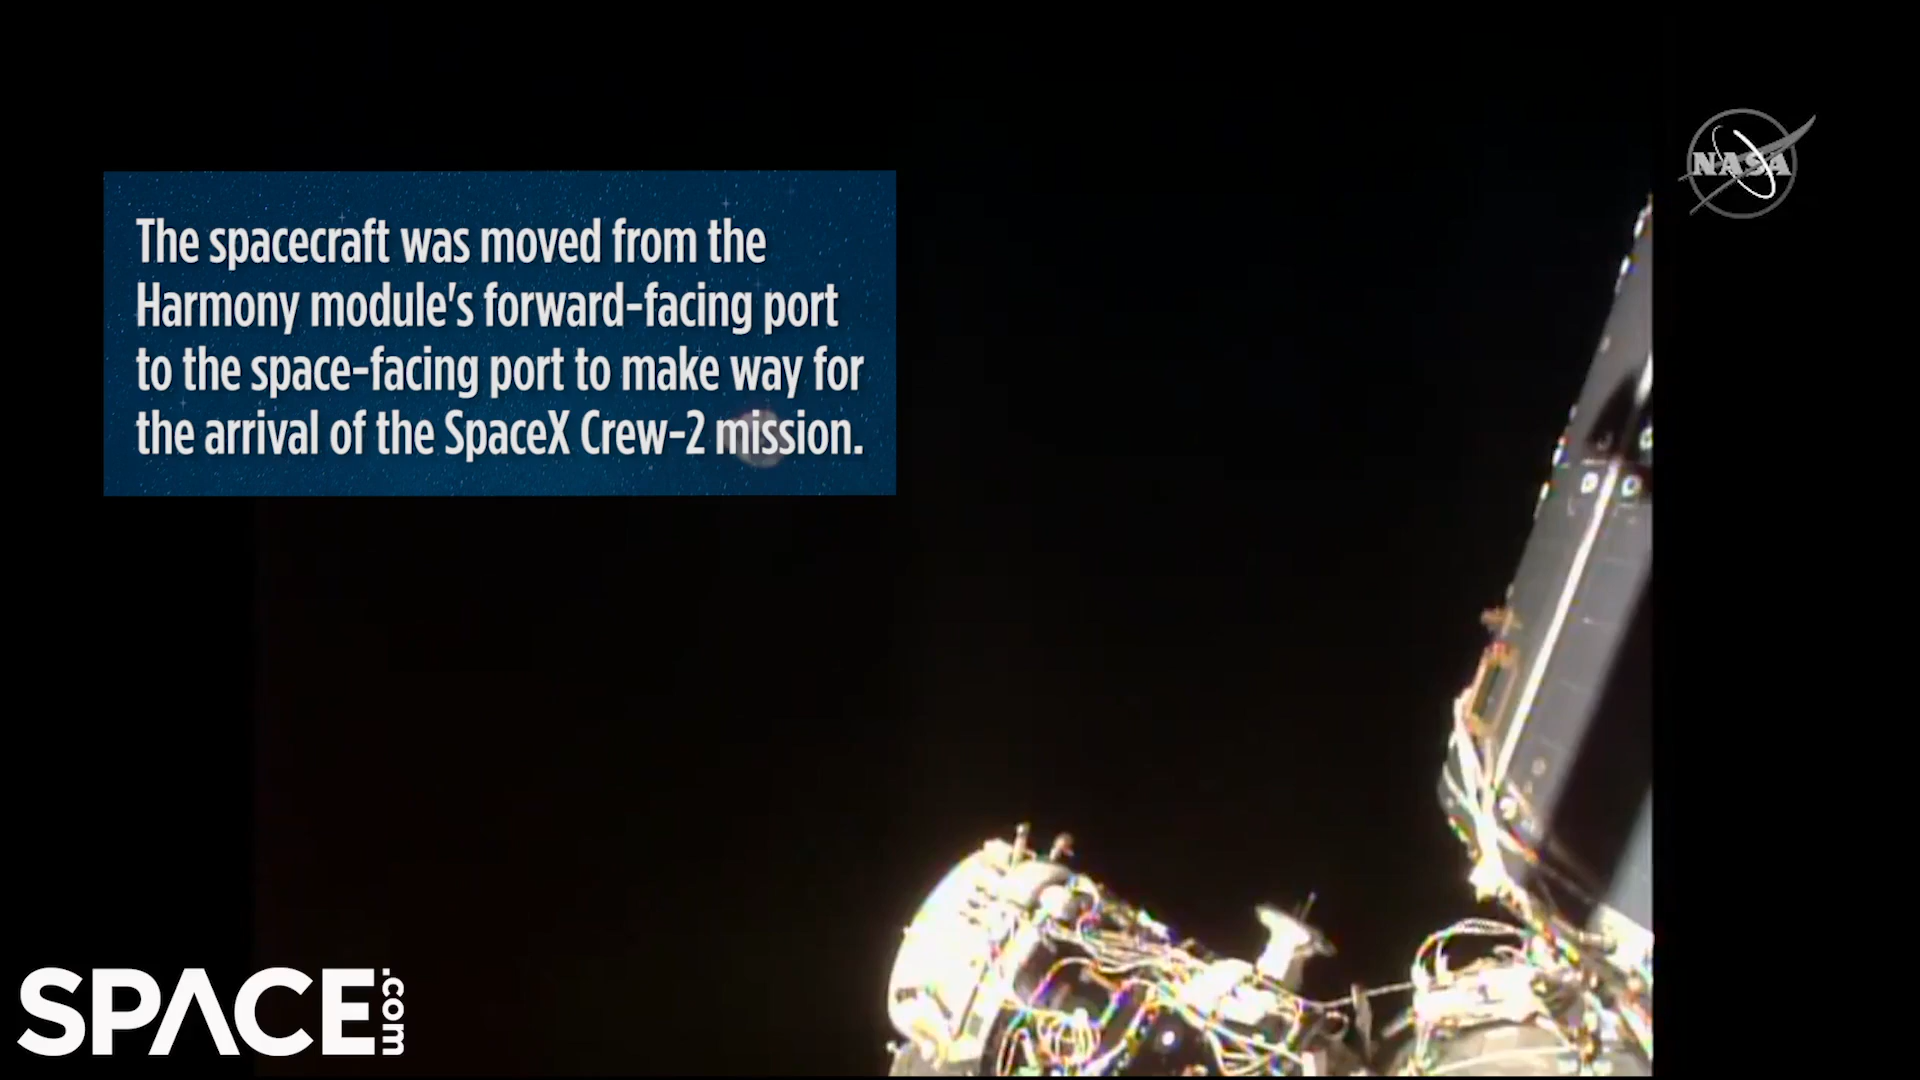 NASA
The spacecraft was moved from the
Harmony module's forward-facing port
to the space-facing port to make way for
the arrival of the SpaceX Crew-2 mission.
SPACE.com